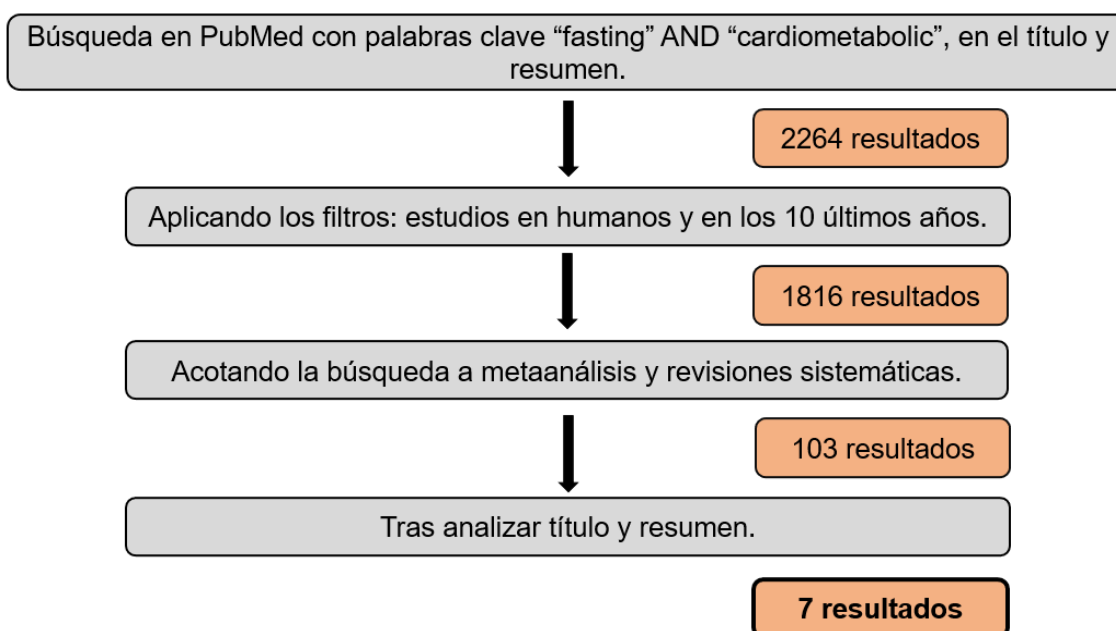 Búsqueda en PubMed con palabras clave “fasting” AND “cardiometabolic”, en el título y
resumen.
2264 resultados
Aplicando los filtros: estudios en humanos y en los 10 últimos años.
1816 resultados
Acotando la búsqueda a metaanálisis y revisiones sistemáticas.
103 resultados
Tras analizar título y resumen.
7 resultados